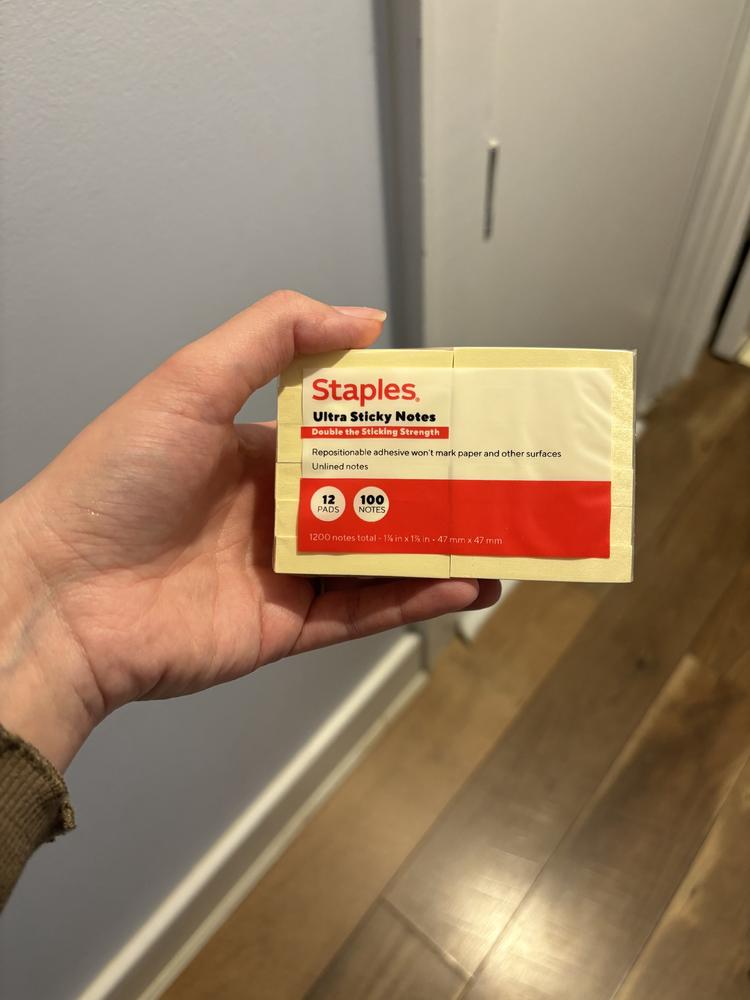 Staples®
Ultra Sticky Notes
Double the Sticking Strength
Repositionable adhesive won't mark paper and other surfaces
Unlined notes
12
PADS
100
NOTES
1200 notes total - 1⅞ in x 1⅞ in • 47 mm x 47 mm